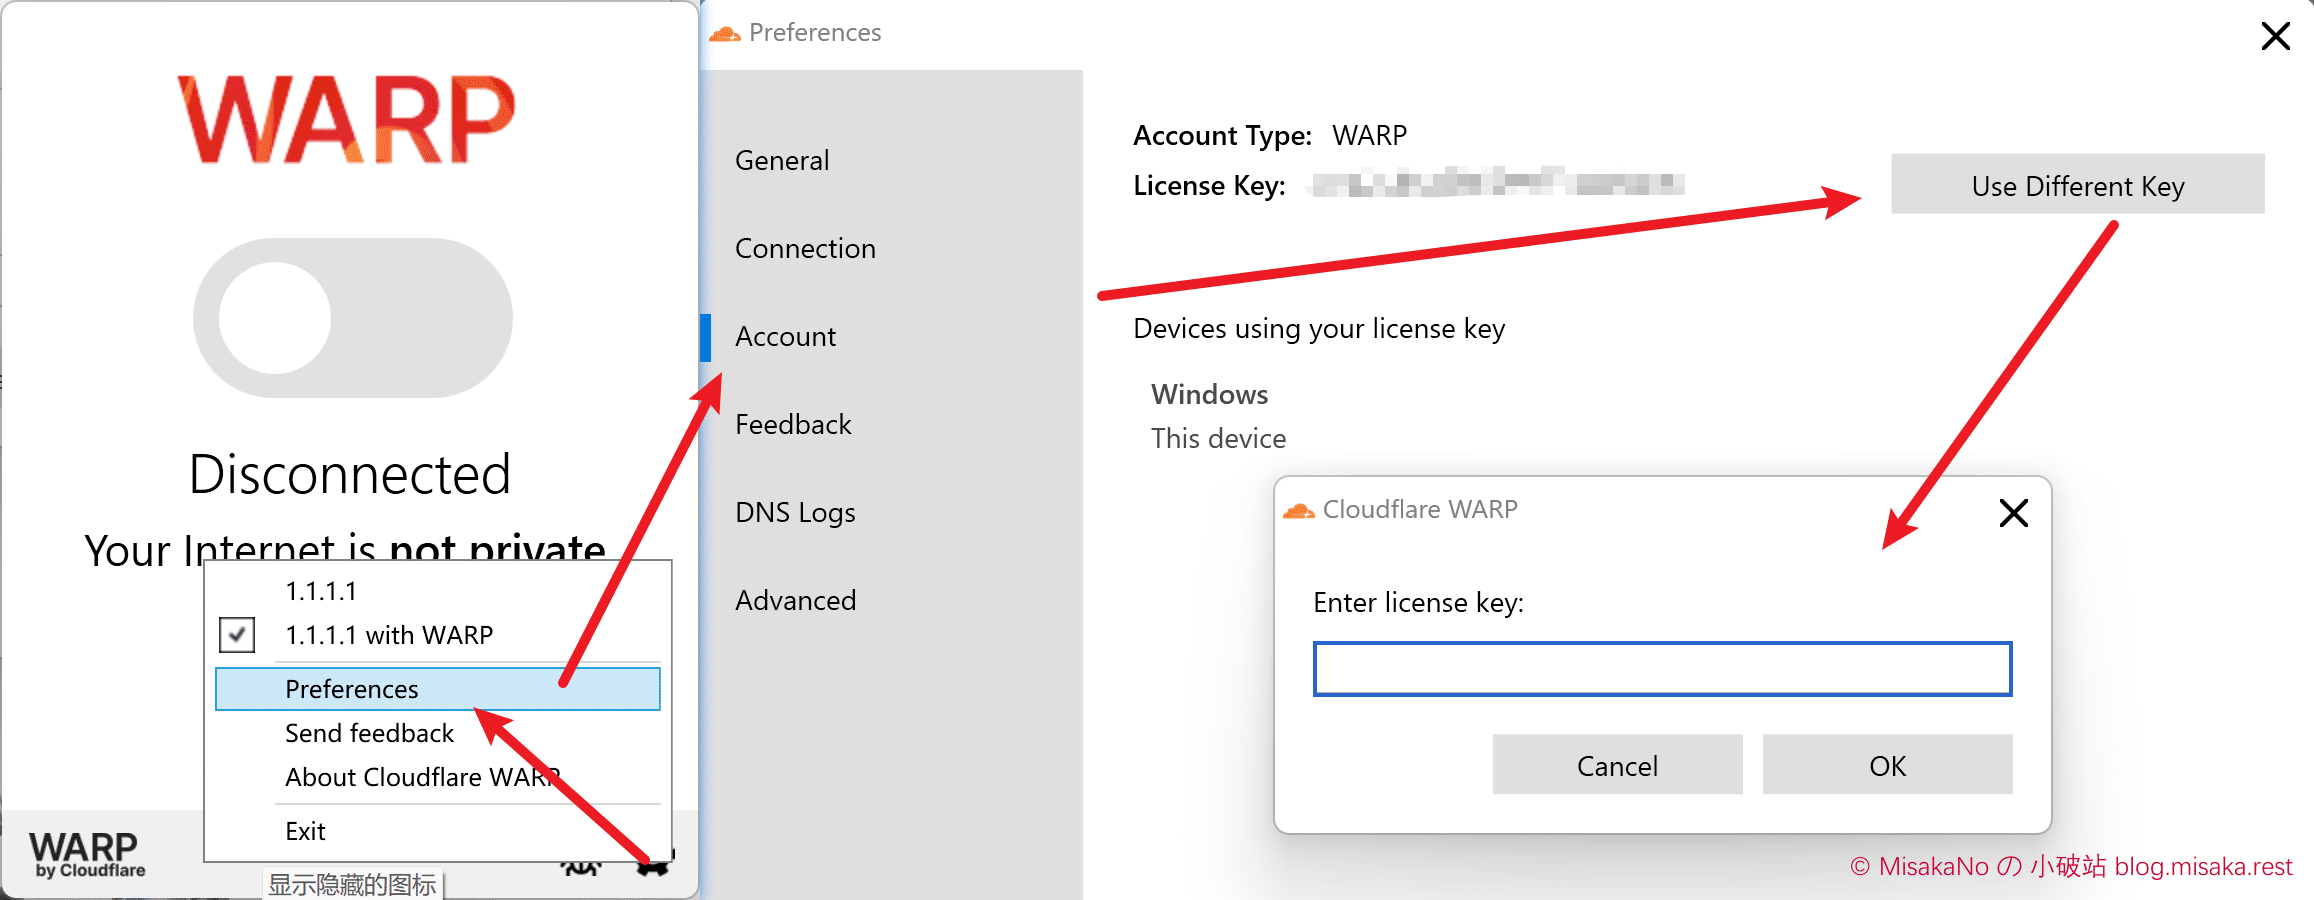 WARP
Disconnected
Your Internet is not private
1.1.1.1
1.1.1.1 with WARP
Preferences
Send feedback
About Cloudflare WARP
Exit
WARP
by Cloudflare
显示隐藏的图标
Preferences
General
Connection
Account
Feedback
DNS Logs
Advanced
Account Type: WARP
License Key:
Use Different Key
Devices using your license key
Windows
This device
Cloudflare WARP
Enter license key:
Cancel
OK
© MisakaNo の 小破站 blog.misaka.rest